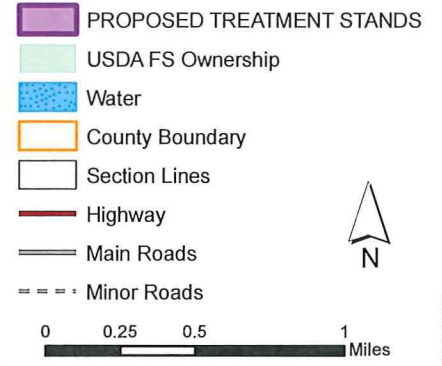 PROPOSED TREATMENT STANDS
USDA FS Ownership
Water
County Boundary
Section Lines
Highway
Main Roads
Minor Roads
N
0 0.25 0.5 1
Miles